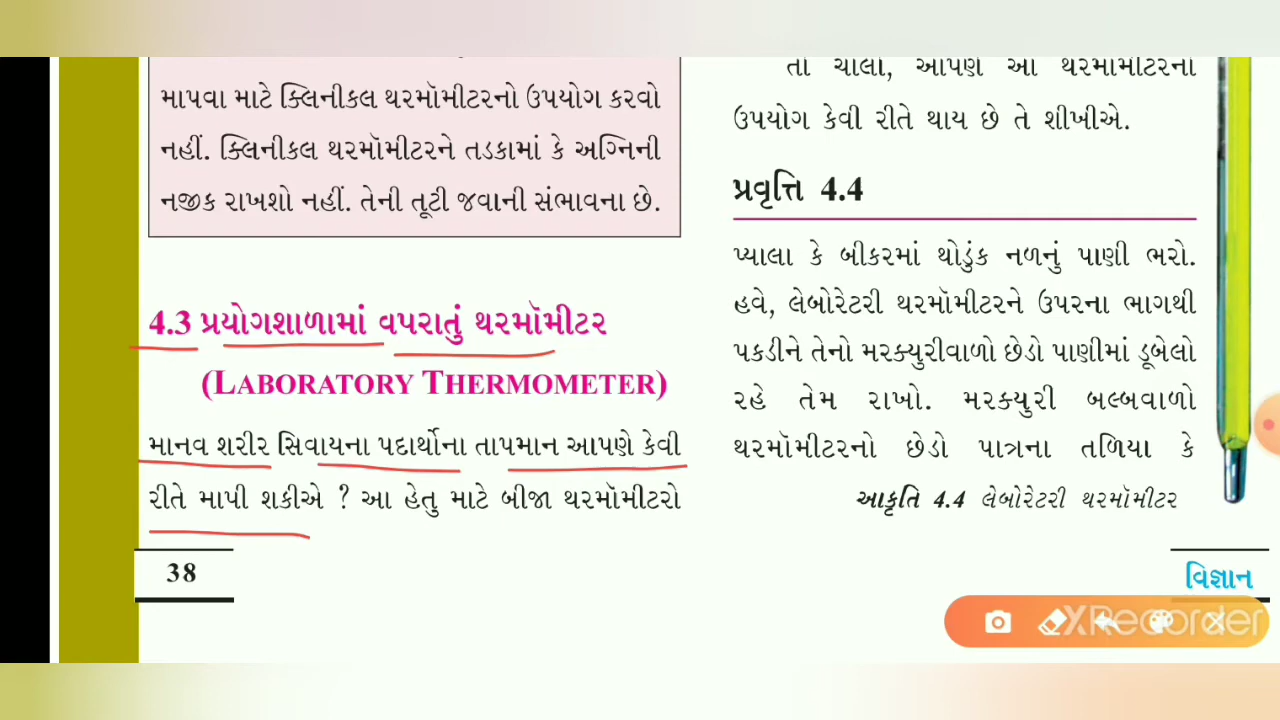 માપવા માટે ક્લિનીકલ થરમૉમીટરનો ઉપયોગ કરવો
નહીં. ક્લિનીકલ થરમૉમીટરને તડકામાં કે અગ્નિની
નજીક રાખશો નહીં. તેની તૂટી જવાની સંભાવના છે.
4.3 પ્રયોગશાળામાં વપરાતું થરમૉમીટર
(LABORATORY THERMOMETER)
માનવ શરીર સિવાયના પદાર્થોના તાપમાન આપણે કેવી
રીતે માપી શકીએ ? આ હેતુ માટે બીજા થરમૉમીટરો
38
તો ચાલો, આપણે આ થરમૉમીટરનો
ઉપયોગ કેવી રીતે થાય છે તે શીખીએ.
પ્રવૃત્તિ 4.4
પ્યાલા કે બીકરમાં થોડુંક નળનું પાણી ભરો.
હવે, લેબોરેટરી થરમૉમીટરને ઉપરના ભાગથી
પકડીને તેનો મરક્યુરીવાળો છેડો પાણીમાં ડૂબેલો
રહે તેમ રાખો. મરક્યુરી બલ્બવાળો
થરમૉમીટરનો છેડો પાત્રના તળિયા કે
આકૃતિ 4.4 લેબોરેટરી થરમૉમીટર
વિજ્ઞાન
XRecorder